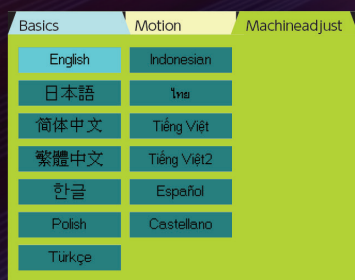 Basics Motion Machineadjust
English Indonesian
日本語 ไทย
简体中文 Tiếng Việt
繁體中文 Tiếng Việt2
한글 Español
Polish Castellano
Türkçe